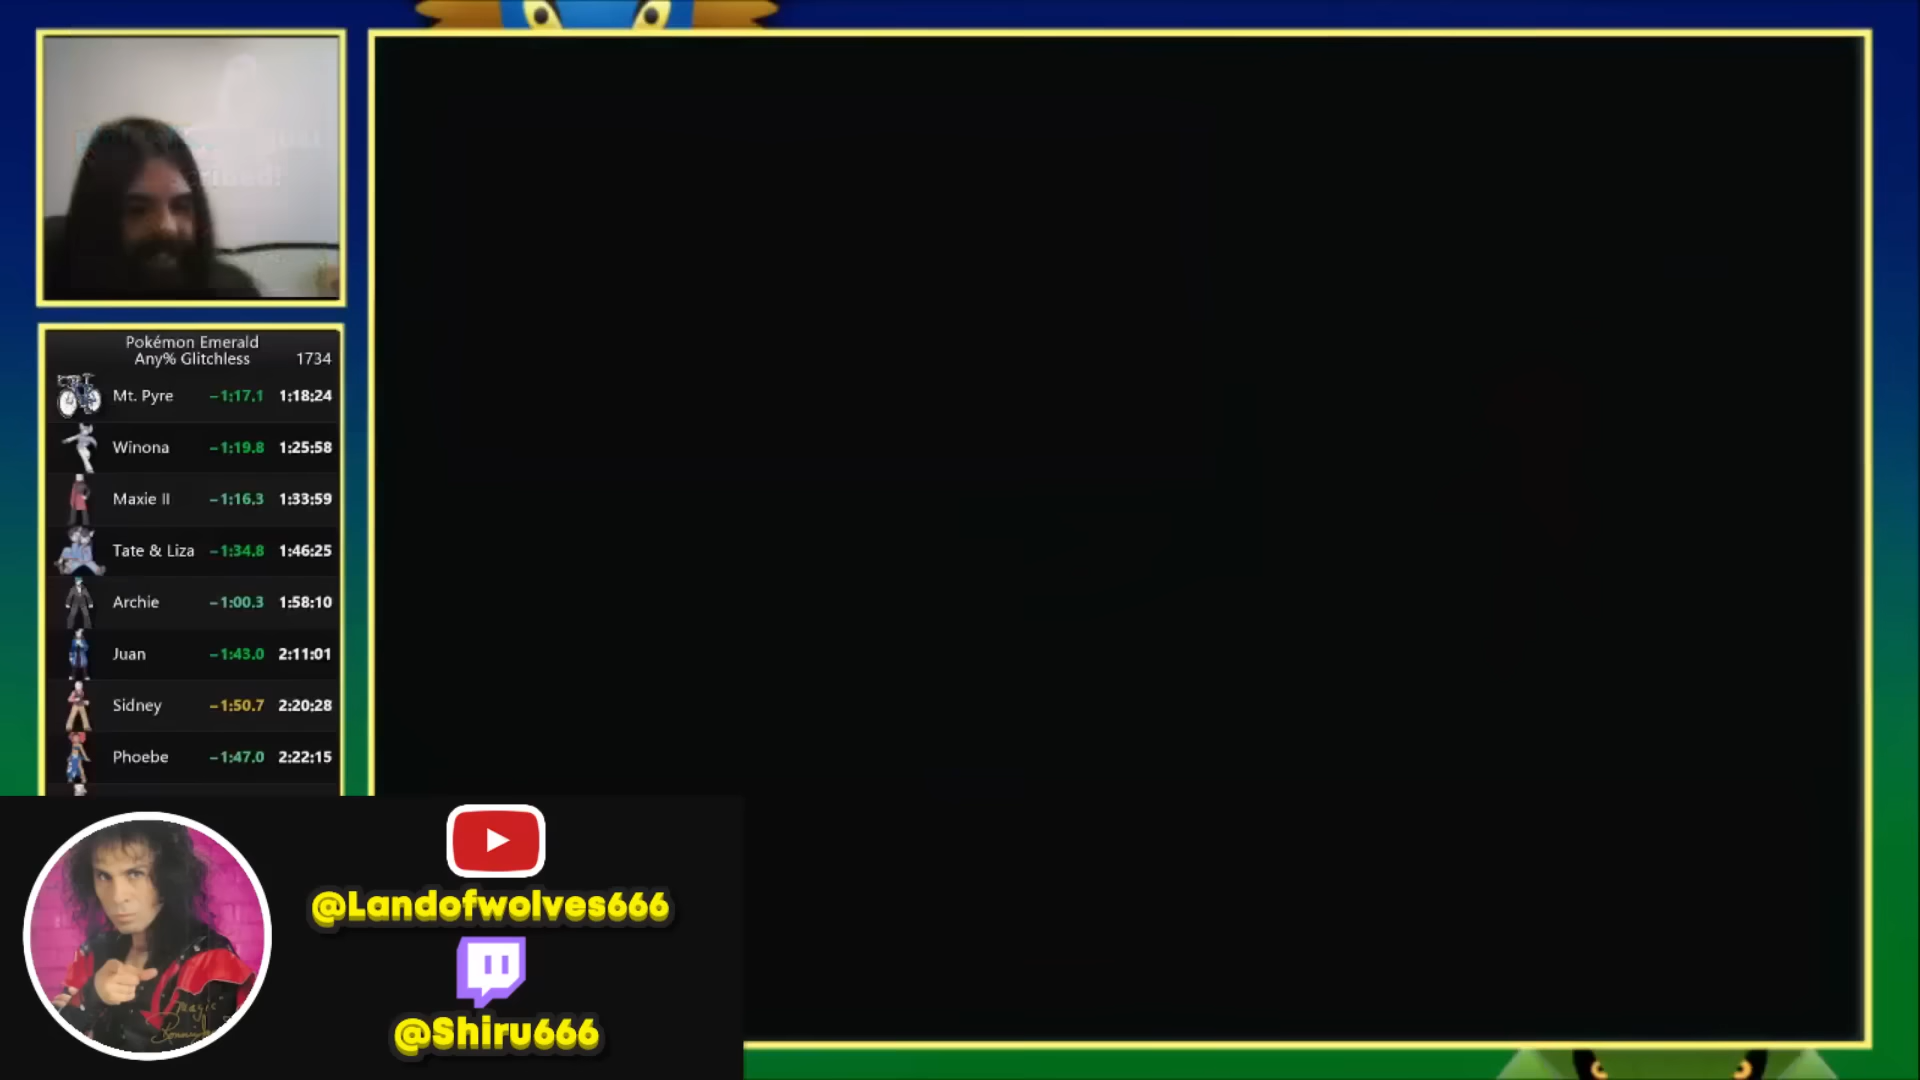 Pokémon Emerald
Any% Glitchless 1734
Mt. Pyre -1:17.1 1:18:24
Winona -1:19.8 1:25:58
Maxie II -1:16.3 1:33:59
Tate & Liza -1:34.8 1:46:25
Archie -1:00.3 1:58:10
Juan -1:43.0 2:11:01
Sidney -1:50.7 2:20:28
Phoebe -1:47.0 2:22:15
@Landofwolves666
@Shiru666